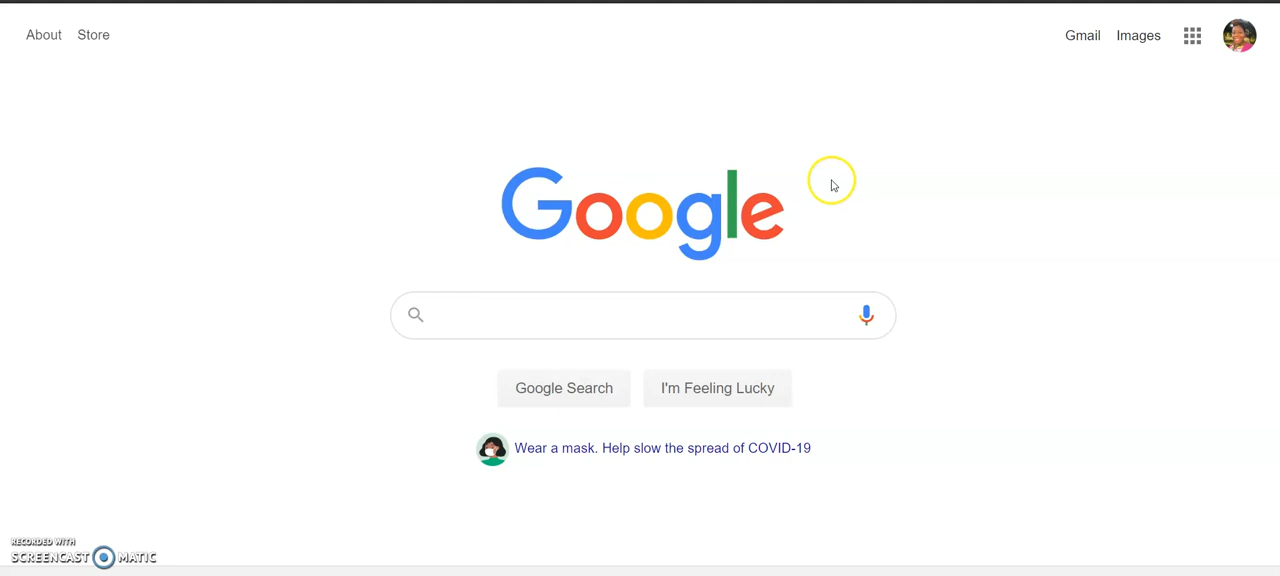 About Store
Gmail Images
Google
Google Search I'm Feeling Lucky
Wear a mask. Help slow the spread of COVID-19
RECORDED WITH
SCREENCAST MATIC